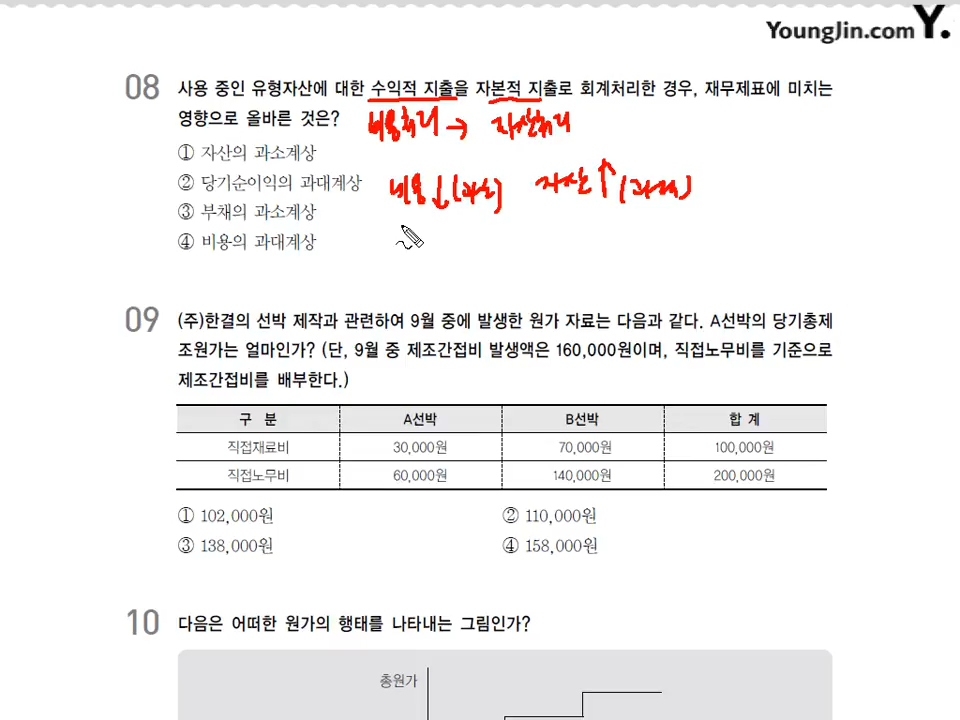 YoungJin.com Y.
08 사용 중인 유형자산에 대한 수익적 지출을 자본적 지출로 회계처리한 경우, 재무제표에 미치는
영향으로 올바른 것은?
비용처리 → 자산처리
① 자산의 과소계상
② 당기순이익의 과대계상
비용↓(과소) 자산↑(과대)
③ 부채의 과소계상
④ 비용의 과대계상
09 (주)한결의 선박 제작과 관련하여 9월 중에 발생한 원가 자료는 다음과 같다. A선박의 당기총제
조원가는 얼마인가? (단, 9월 중 제조간접비 발생액은 160,000원이며, 직접노무비를 기준으로
제조간접비를 배부한다.)
구 분 A선박 B선박 합 계
직접재료비 30,000원 70,000원 100,000원
직접노무비 60,000원 140,000원 200,000원
① 102,000원 ② 110,000원
③ 138,000원 ④ 158,000원
10 다음은 어떠한 원가의 행태를 나타내는 그림인가?
총원가